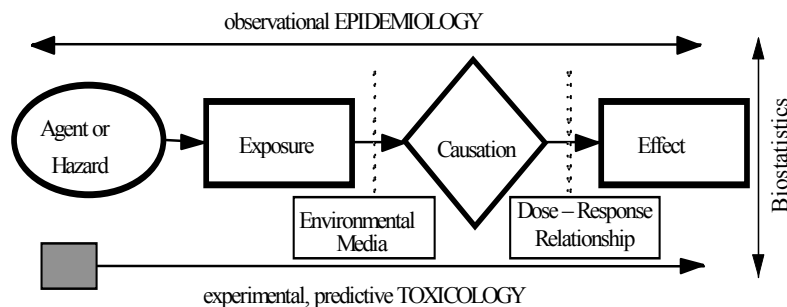 observational EPIDEMIOLOGY
Agent or
Hazard
Exposure
Causation
Effect
Environmental
Media
Dose – Response
Relationship
experimental, predictive TOXICOLOGY
Biostatistics